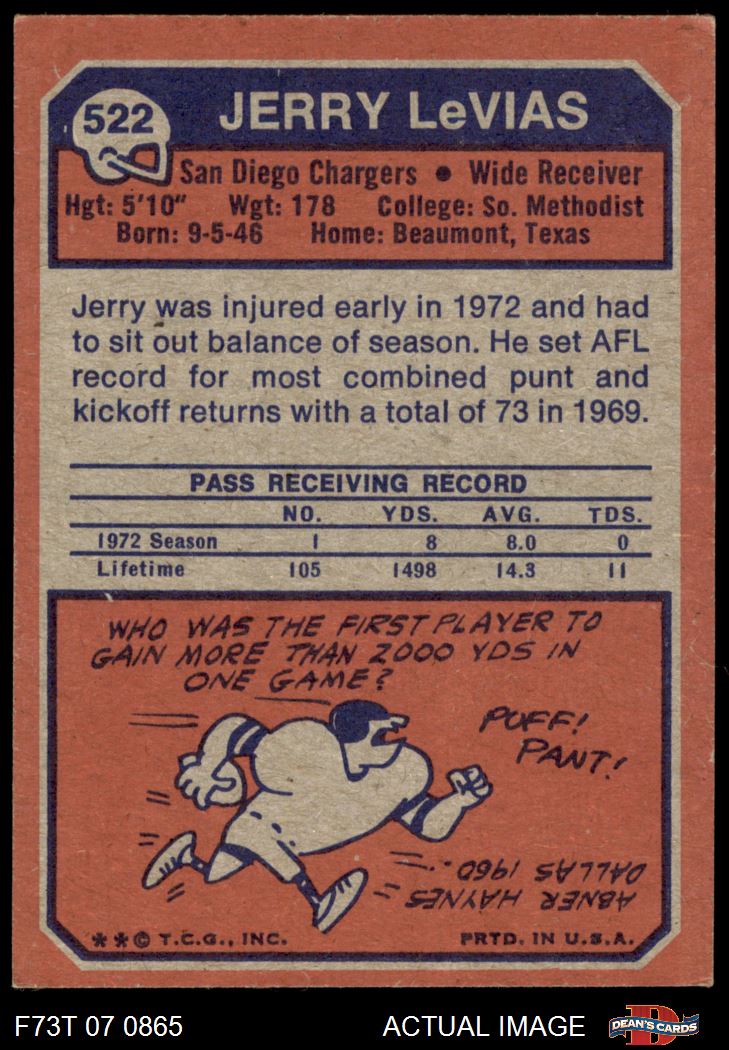 522
JERRY LeVIAS
San Diego Chargers • Wide Receiver
Hgt: 5'10" Wgt: 178 College: So. Methodist
Born: 9-5-46 Home: Beaumont, Texas
Jerry was injured early in 1972 and had
to sit out balance of season. He set AFL
record for most combined punt and
kickoff returns with a total of 73 in 1969.
PASS RECEIVING RECORD
NO. YDS. AVG. TDS.
1972 Season 1 8 8.0 0
Lifetime 105 1498 14.3 11
WHO WAS THE FIRST PLAYER TO
GAIN MORE THAN 2000 YDS IN
ONE GAME?
PUFF!
PANT!
ABNER HAYNES
DALLAS 1960..
**© T.C.G., INC. PRTD. IN U.S.A.
F73T 07 0865 ACTUAL IMAGE
D
DEAN'S CARDS